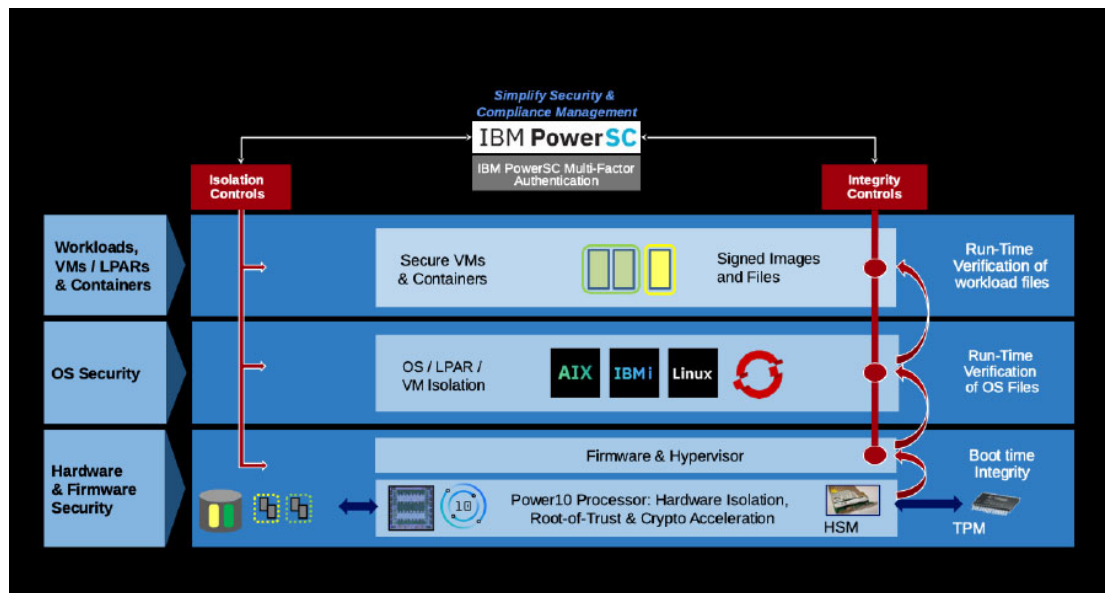 Simplify Security &
Compliance Management
IBM PowerSC
IBM PowerSC Multi-Factor
Authentication
Isolation
Controls
Integrity
Controls
Workloads,
VMs / LPARs
& Containers
Secure VMs
& Containers
Signed Images
and Files
Run-Time
Verification of
workload files
OS Security
OS / LPAR /
VM Isolation
AIX
IBM i
Linux
Run-Time
Verification
of OS Files
Hardware
& Firmware
Security
Firmware & Hypervisor
Boot time
Integrity
10
Power10 Processor: Hardware Isolation,
Root-of-Trust & Crypto Acceleration
HSM
TPM